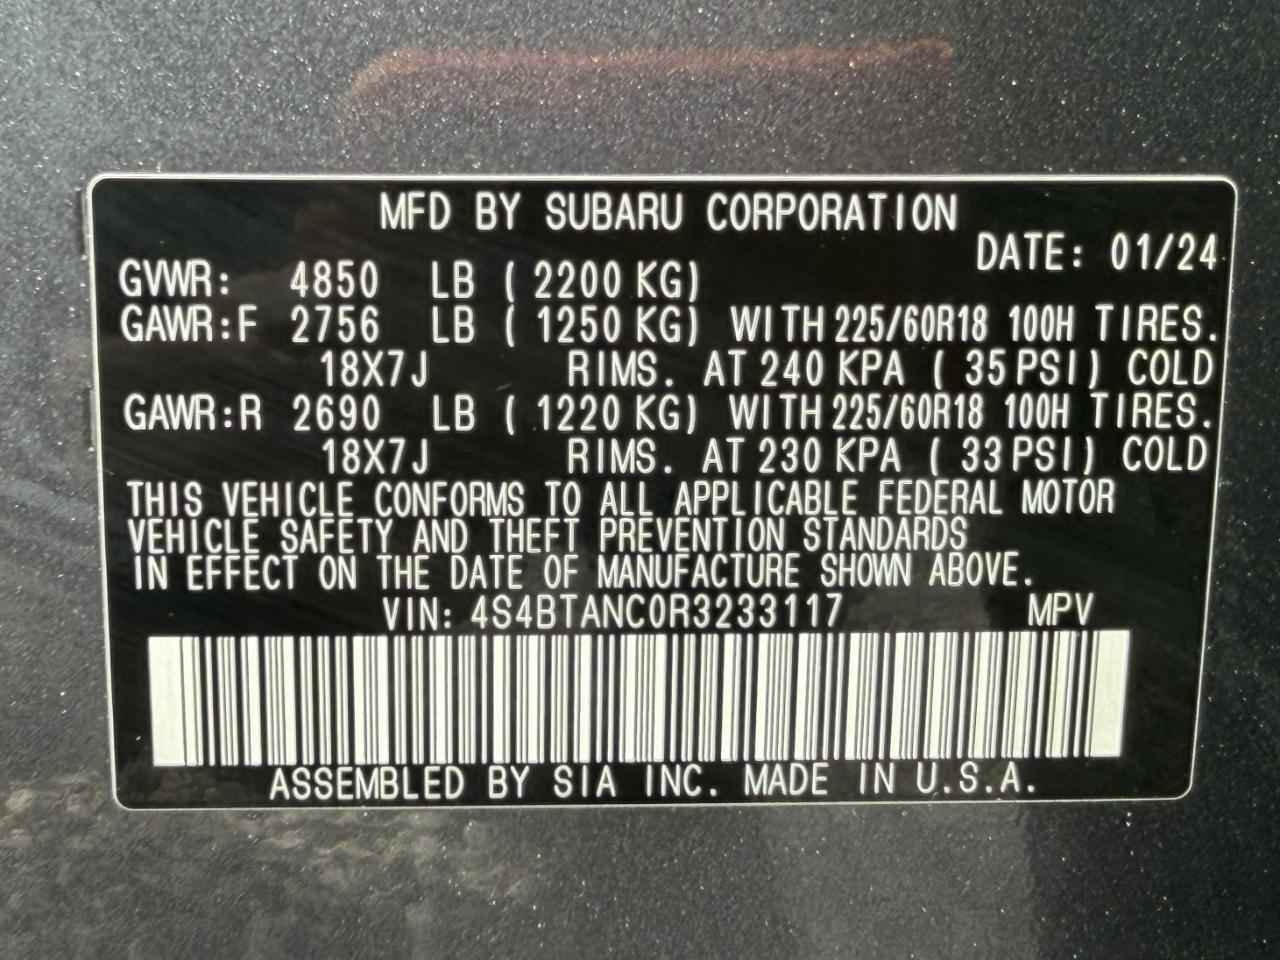 MFD BY SUBARU CORPORATION
DATE: 01/24
GVWR: 4850 LB ( 2200 KG)
GAWR:F 2756 LB ( 1250 KG) WITH 225/60R18 100H TIRES.
18X7J RIMS. AT 240 KPA ( 35 PSI) COLD
GAWR:R 2690 LB ( 1220 KG) WITH 225/60R18 100H TIRES.
18X7J RIMS. AT 230 KPA ( 33 PSI) COLD
THIS VEHICLE CONFORMS TO ALL APPLICABLE FEDERAL MOTOR
VEHICLE SAFETY AND THEFT PREVENTION STANDARDS
IN EFFECT ON THE DATE OF MANUFACTURE SHOWN ABOVE.
VIN: 4S4BTANC0R3233117 MPV
ASSEMBLED BY SIA INC. MADE IN U.S.A.